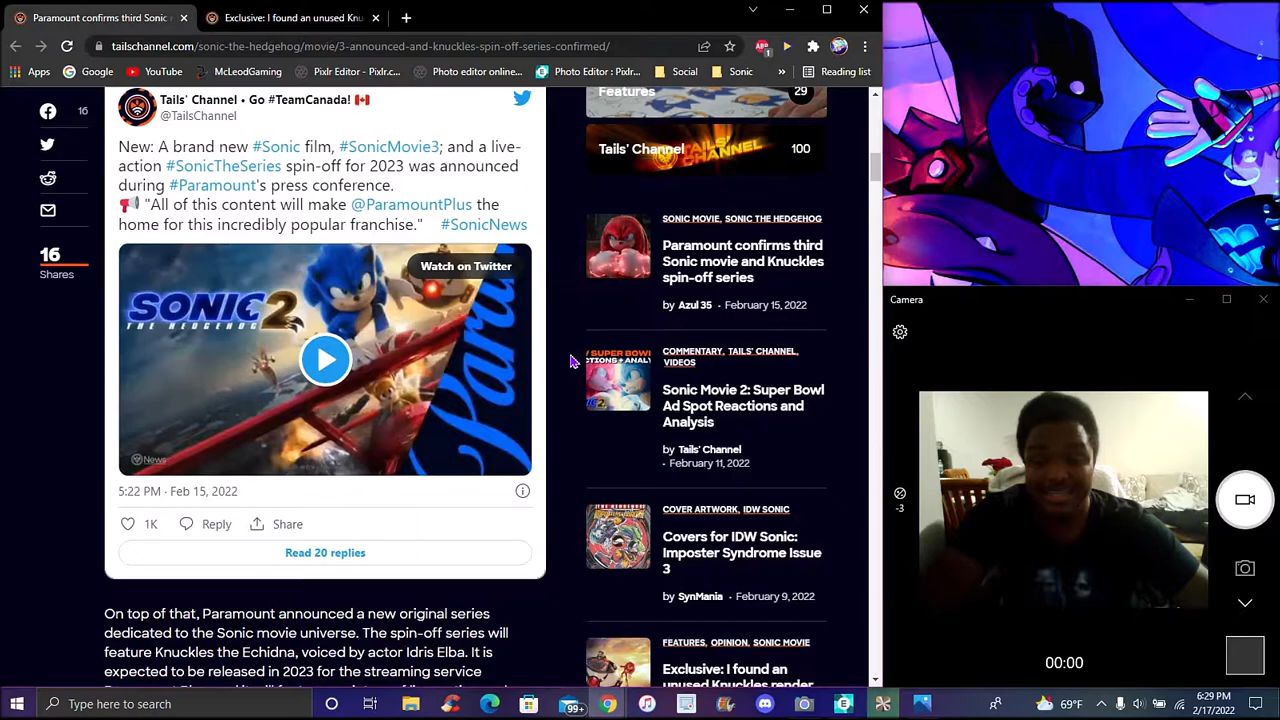 Paramount confirms third Sonic
Exclusive: I found an unused Knu
tailschannel.com/sonic-the-hedgehog/movie/3-announced-and-knuckles-spin-off-series-confirmed/
Apps
Google
YouTube
McLeodGaming
Pixlr Editor - Pixlr.c...
Photo editor online...
Photo Editor : Pixlr...
Social
Sonic
»
Reading list
16
16
Shares
Tails' Channel • Go #TeamCanada!
@TailsChannel
New: A brand new #Sonic film, #SonicMovie3; and a live-
action #SonicTheSeries spin-off for 2023 was announced
during #Paramount's press conference.
"All of this content will make @ParamountPlus the
home for this incredibly popular franchise." #SonicNews
Watch on Twitter
SONIC 2
THE HEDGEHOG
Para
News
5:22 PM · Feb 15, 2022
1K
Reply
Share
Read 20 replies
On top of that, Paramount announced a new original series
dedicated to the Sonic movie universe. The spin-off series will
feature Knuckles the Echidna, voiced by actor Idris Elba. It is
expected to be released in 2023 for the streaming service
Features
29
Tails' Channel
TAILS' CHANNEL
100
SONIC MOVIE, SONIC THE HEDGEHOG
Paramount confirms third
Sonic movie and Knuckles
spin-off series
by Azul 35 • February 15, 2022
SUPER BOWL
COMMENTARY, TAILS' CHANNEL,
VIDEOS
Sonic Movie 2: Super Bowl
Ad Spot Reactions and
Analysis
by Tails' Channel
• February 11, 2022
COVER ARTWORK, IDW SONIC
Covers for IDW Sonic:
Imposter Syndrome Issue
3
by SynMania • February 9, 2022
FEATURES, OPINION, SONIC MOVIE
Exclusive: I found an
unused Knuckles render
Camera
-3
00:00
Type here to search
99+
69°F
6:29 PM
2/17/2022